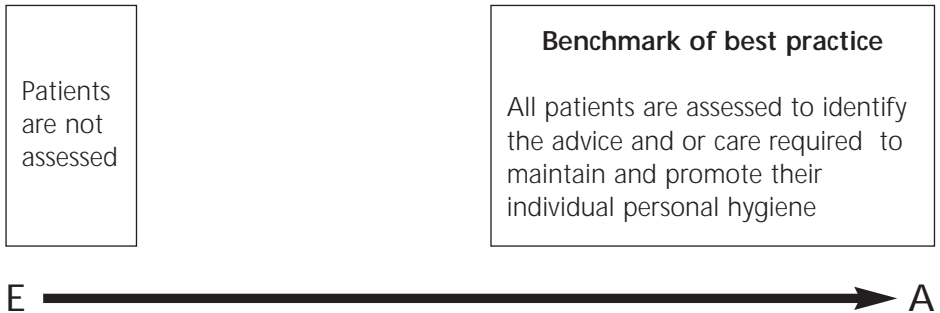 Patients
are not
assessed
Benchmark of best practice
All patients are assessed to identify
the advice and or care required to
maintain and promote their
individual personal hygiene
E
A